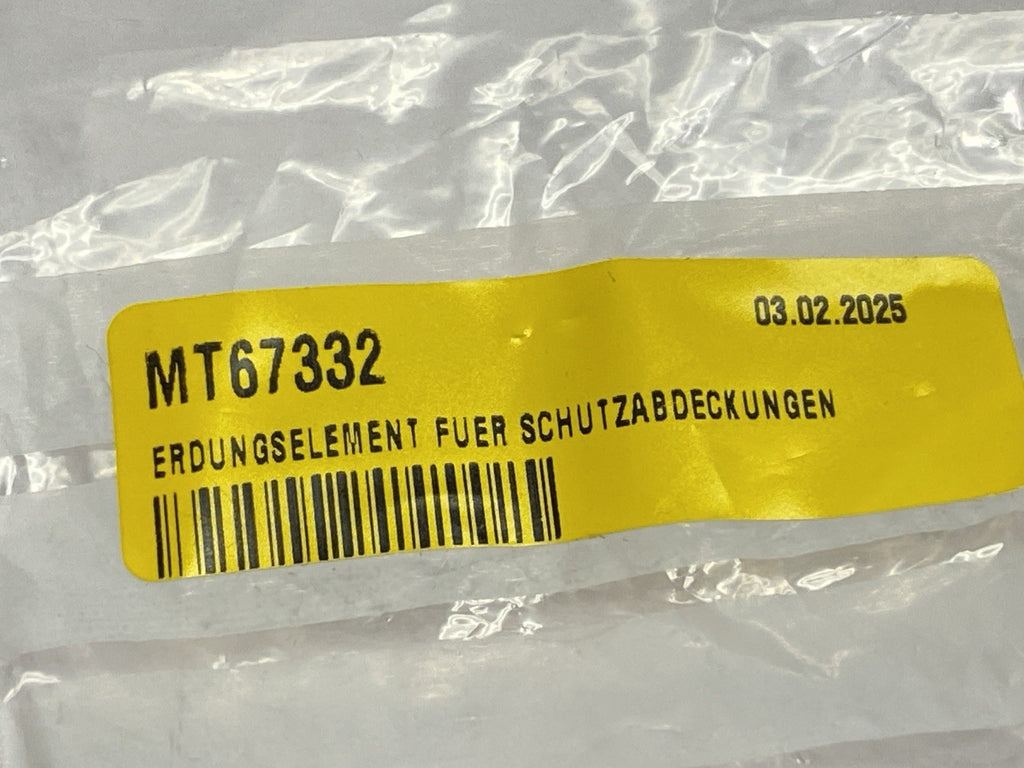 03.02.2025
MT67332
ERDUNGSELEMENT FUER SCHUTZABDECKUNGEN